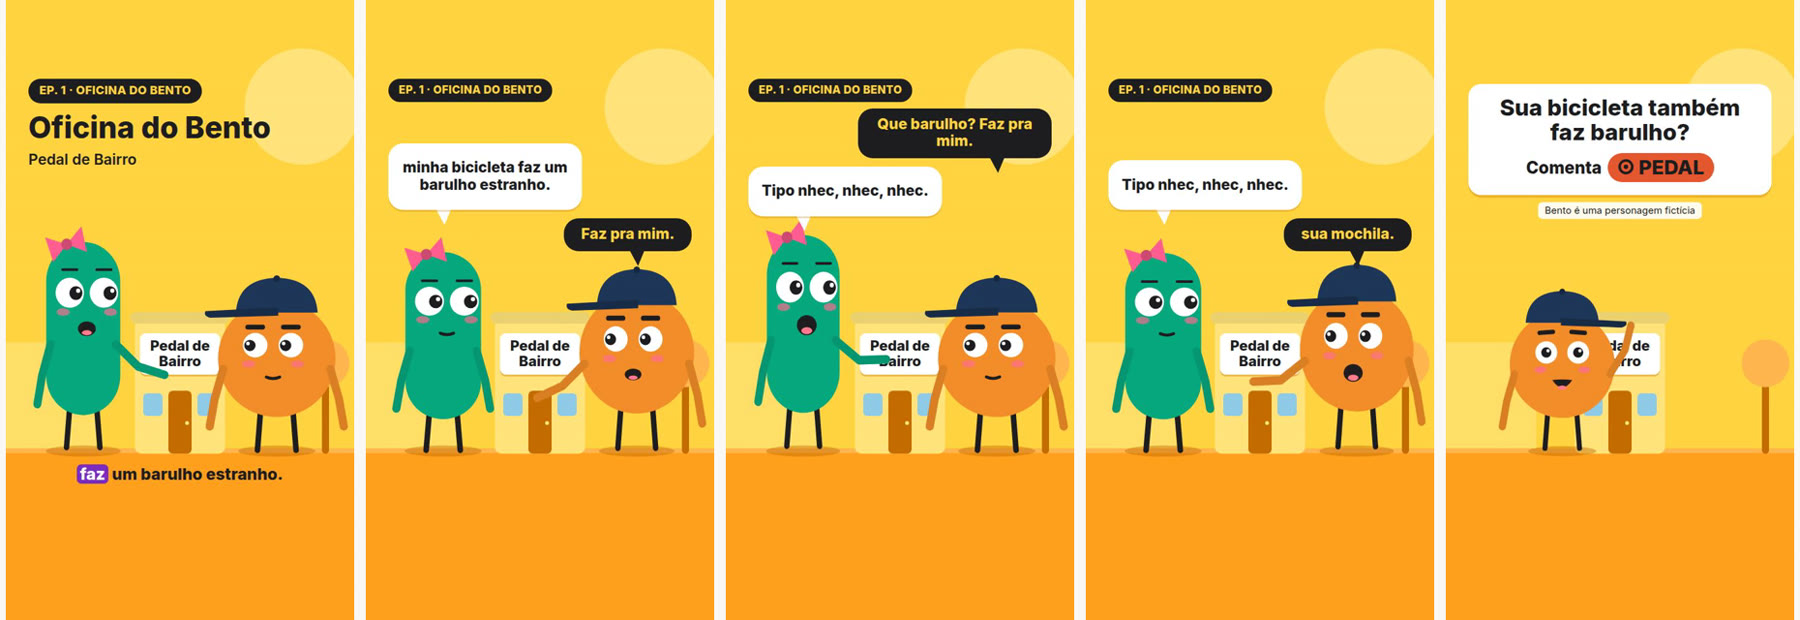 EP. 1 · OFICINA DO BENTO
Oficina do Bento
Pedal de Bairro
Pedal de
Bairro
faz um barulho estranho.
EP. 1 · OFICINA DO BENTO
minha bicicleta faz um
barulho estranho.
Faz pra mim.
Pedal de
Bairro
EP. 1 · OFICINA DO BENTO
Que barulho? Faz pra
mim.
Tipo nhec, nhec, nhec.
Pedal de
Bairro
EP. 1 · OFICINA DO BENTO
Tipo nhec, nhec, nhec.
sua mochila.
Pedal de
Bairro
Sua bicicleta também
faz barulho?
Comenta PEDAL
Bento é uma personagem fictícia
dal de
rro